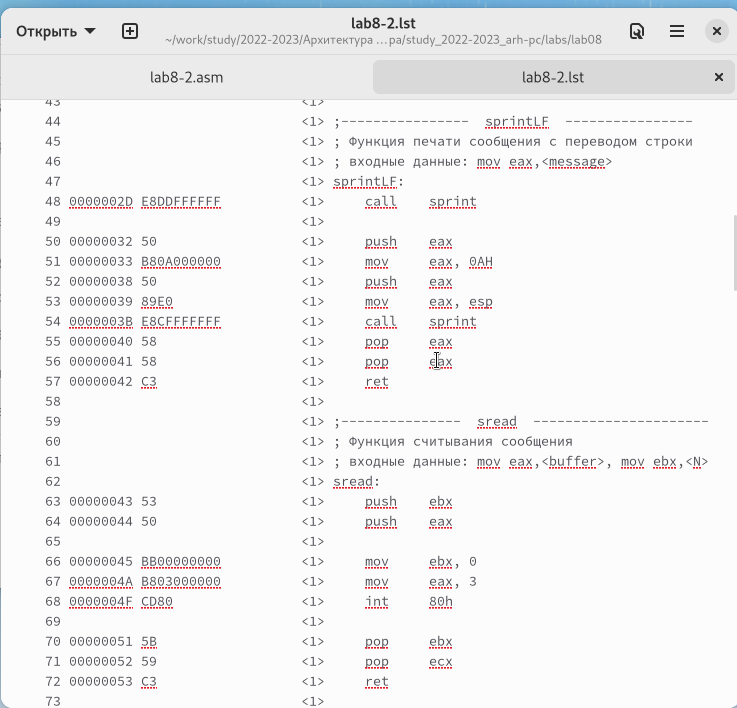 Открыть
lab8-2.lst
~/work/study/2022-2023/Архитектура ...pa/study_2022-2023_arh-pc/labs/lab08
lab8-2.asm
lab8-2.lst
43 <1>
44 <1> ;---------------- sprintLF ----------------
45 <1> ; Функция печати сообщения с переводом строки
46 <1> ; входные данные: mov eax,<message>
47 <1> sprintLF:
48 0000002D E8DDFFFFFF <1> call sprint
49 <1>
50 00000032 50 <1> push eax
51 00000033 B80A000000 <1> mov eax, 0AH
52 00000038 50 <1> push eax
53 00000039 89E0 <1> mov eax, esp
54 0000003B E8CFFFFFFF <1> call sprint
55 00000040 58 <1> pop eax
56 00000041 58 <1> pop eax
57 00000042 C3 <1> ret
58 <1>
59 <1> ;--------------- sread ----------------------
60 <1> ; Функция считывания сообщения
61 <1> ; входные данные: mov eax,<buffer>, mov ebx,<N>
62 <1> sread:
63 00000043 53 <1> push ebx
64 00000044 50 <1> push eax
65 <1>
66 00000045 BB00000000 <1> mov ebx, 0
67 0000004A B803000000 <1> mov eax, 3
68 0000004F CD80 <1> int 80h
69 <1>
70 00000051 5B <1> pop ebx
71 00000052 59 <1> pop ecx
72 00000053 C3 <1> ret
73 <1>